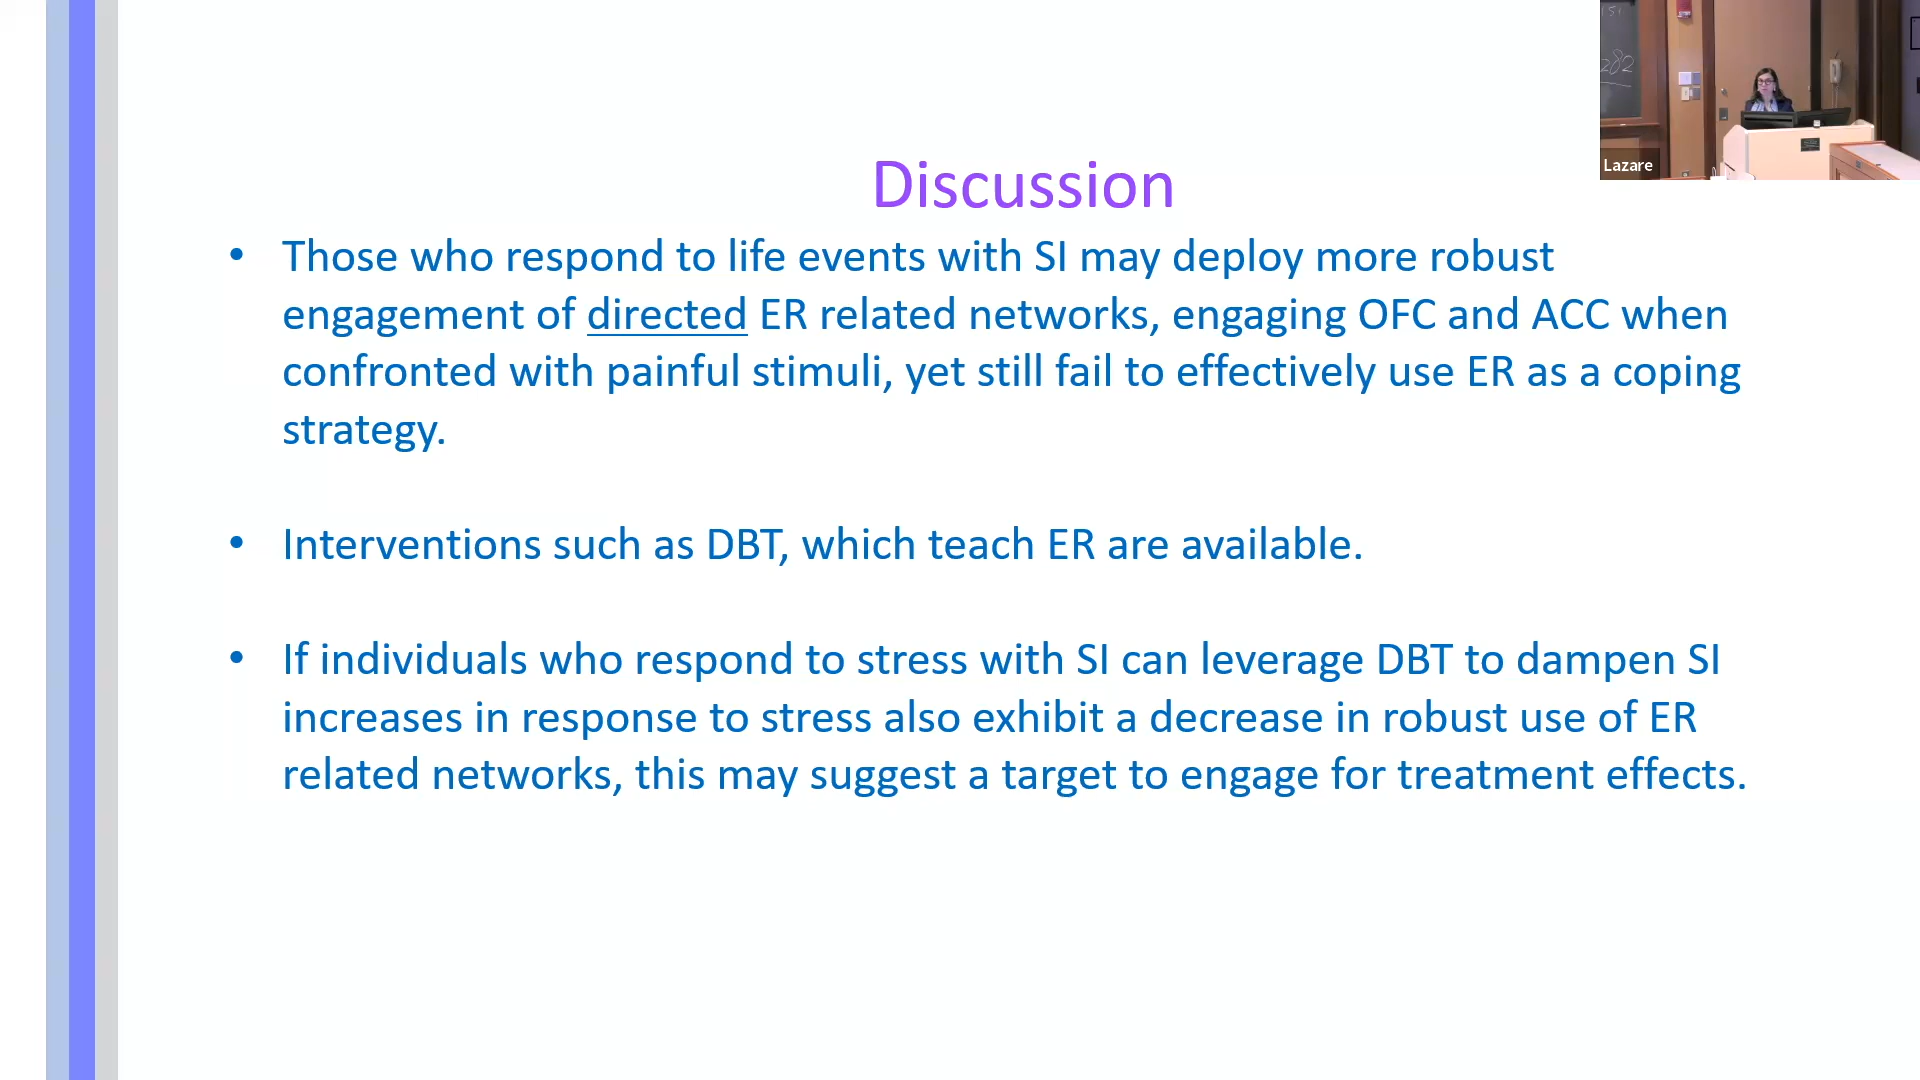 Discussion
• Those who respond to life events with SI may deploy more robust
engagement of directed ER related networks, engaging OFC and ACC when
confronted with painful stimuli, yet still fail to effectively use ER as a coping
strategy.
• Interventions such as DBT, which teach ER are available.
• If individuals who respond to stress with SI can leverage DBT to dampen SI
increases in response to stress also exhibit a decrease in robust use of ER
related networks, this may suggest a target to engage for treatment effects.
282
Lazare